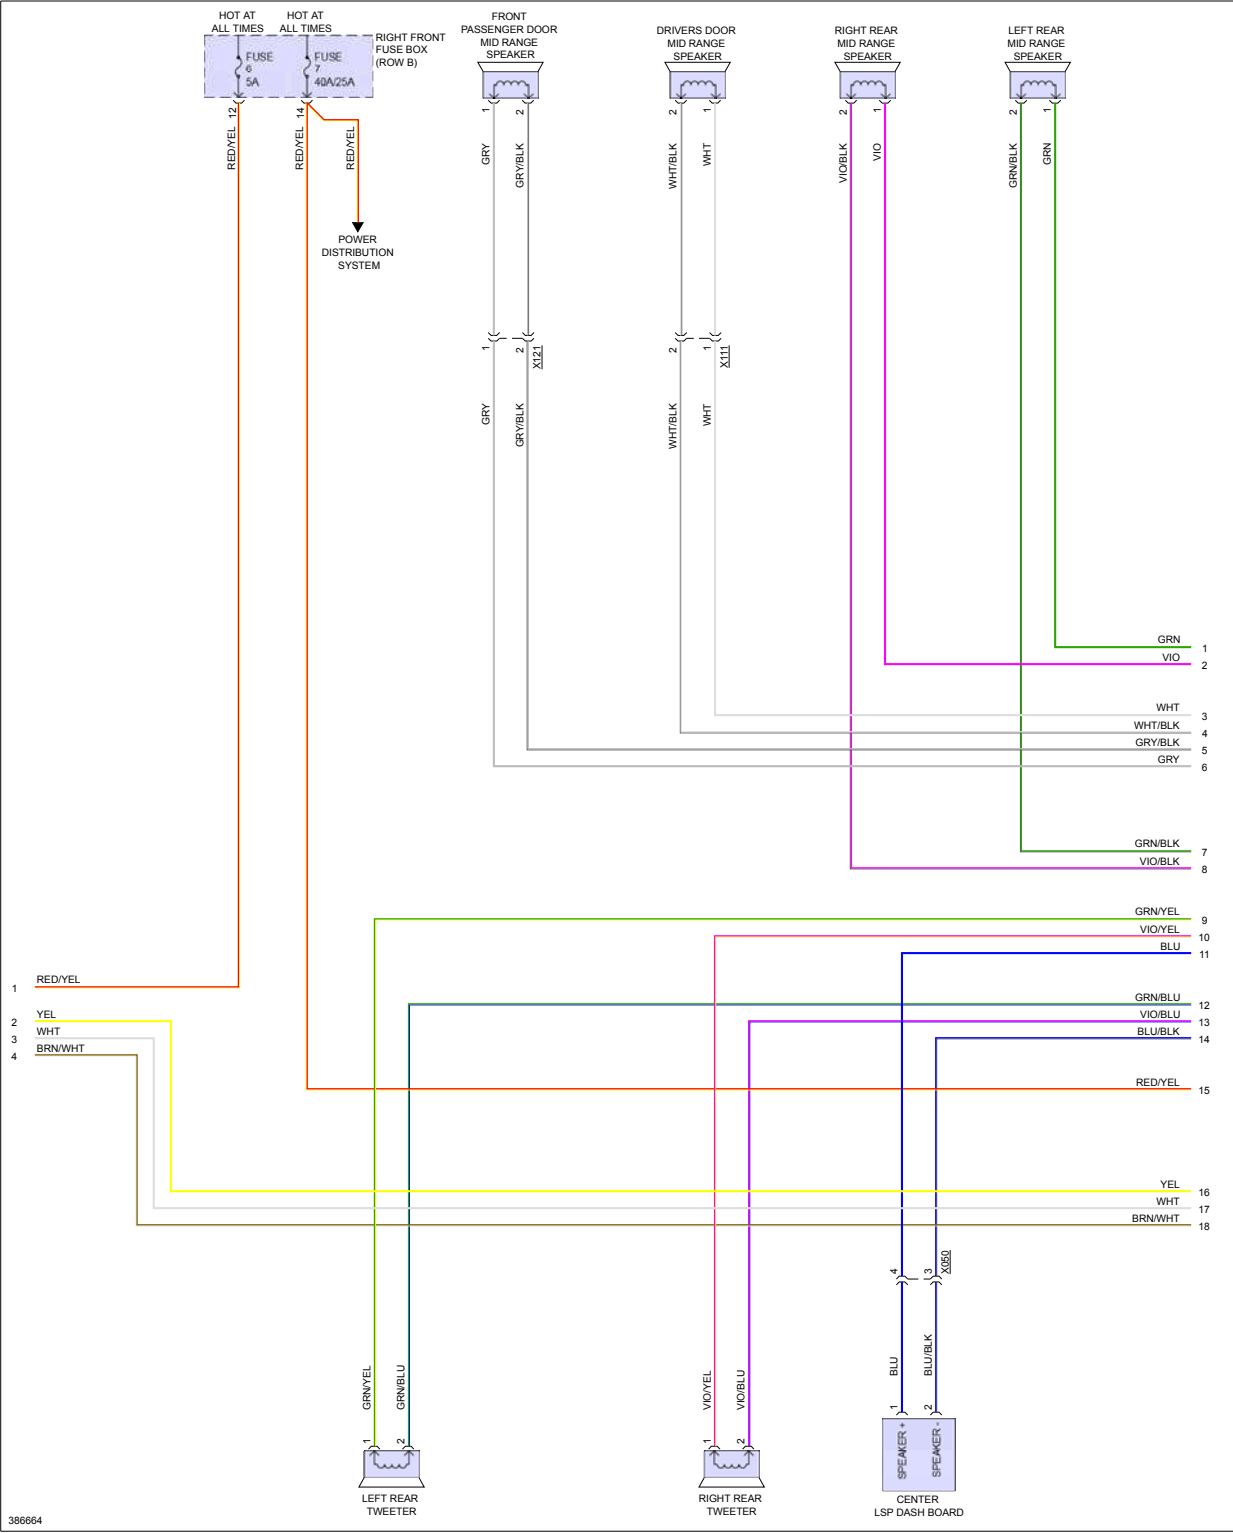 HOT AT
ALL TIMES
HOT AT
ALL TIMES
RIGHT FRONT
FUSE BOX
(ROW B)
FUSE
6
5A
FUSE
7
40A/25A
12
14
RED/YEL
RED/YEL
RED/YEL
POWER
DISTRIBUTION
SYSTEM
FRONT
PASSENGER DOOR
MID RANGE
SPEAKER
1
2
GRY
GRY/BLK
1
2
X121
GRY
GRY/BLK
DRIVERS DOOR
MID RANGE
SPEAKER
2
1
WHT/BLK
WHT
2
1
X111
WHT/BLK
WHT
RIGHT REAR
MID RANGE
SPEAKER
2
1
VIO/BLK
VIO
LEFT REAR
MID RANGE
SPEAKER
2
1
GRN/BLK
GRN
GRN 1
VIO 2
WHT 3
WHT/BLK 4
GRY/BLK 5
GRY 6
GRN/BLK 7
VIO/BLK 8
GRN/YEL 9
VIO/YEL 10
BLU 11
GRN/BLU 12
VIO/BLU 13
BLU/BLK 14
RED/YEL 15
YEL 16
WHT 17
BRN/WHT 18
1 RED/YEL
2 YEL
3 WHT
4 BRN/WHT
GRN/YEL
GRN/BLU
1
2
LEFT REAR
TWEETER
VIO/YEL
VIO/BLU
1
2
RIGHT REAR
TWEETER
4
3
X050
BLU
BLU/BLK
1
2
SPEAKER +
SPEAKER -
CENTER
LSP DASH BOARD
386664